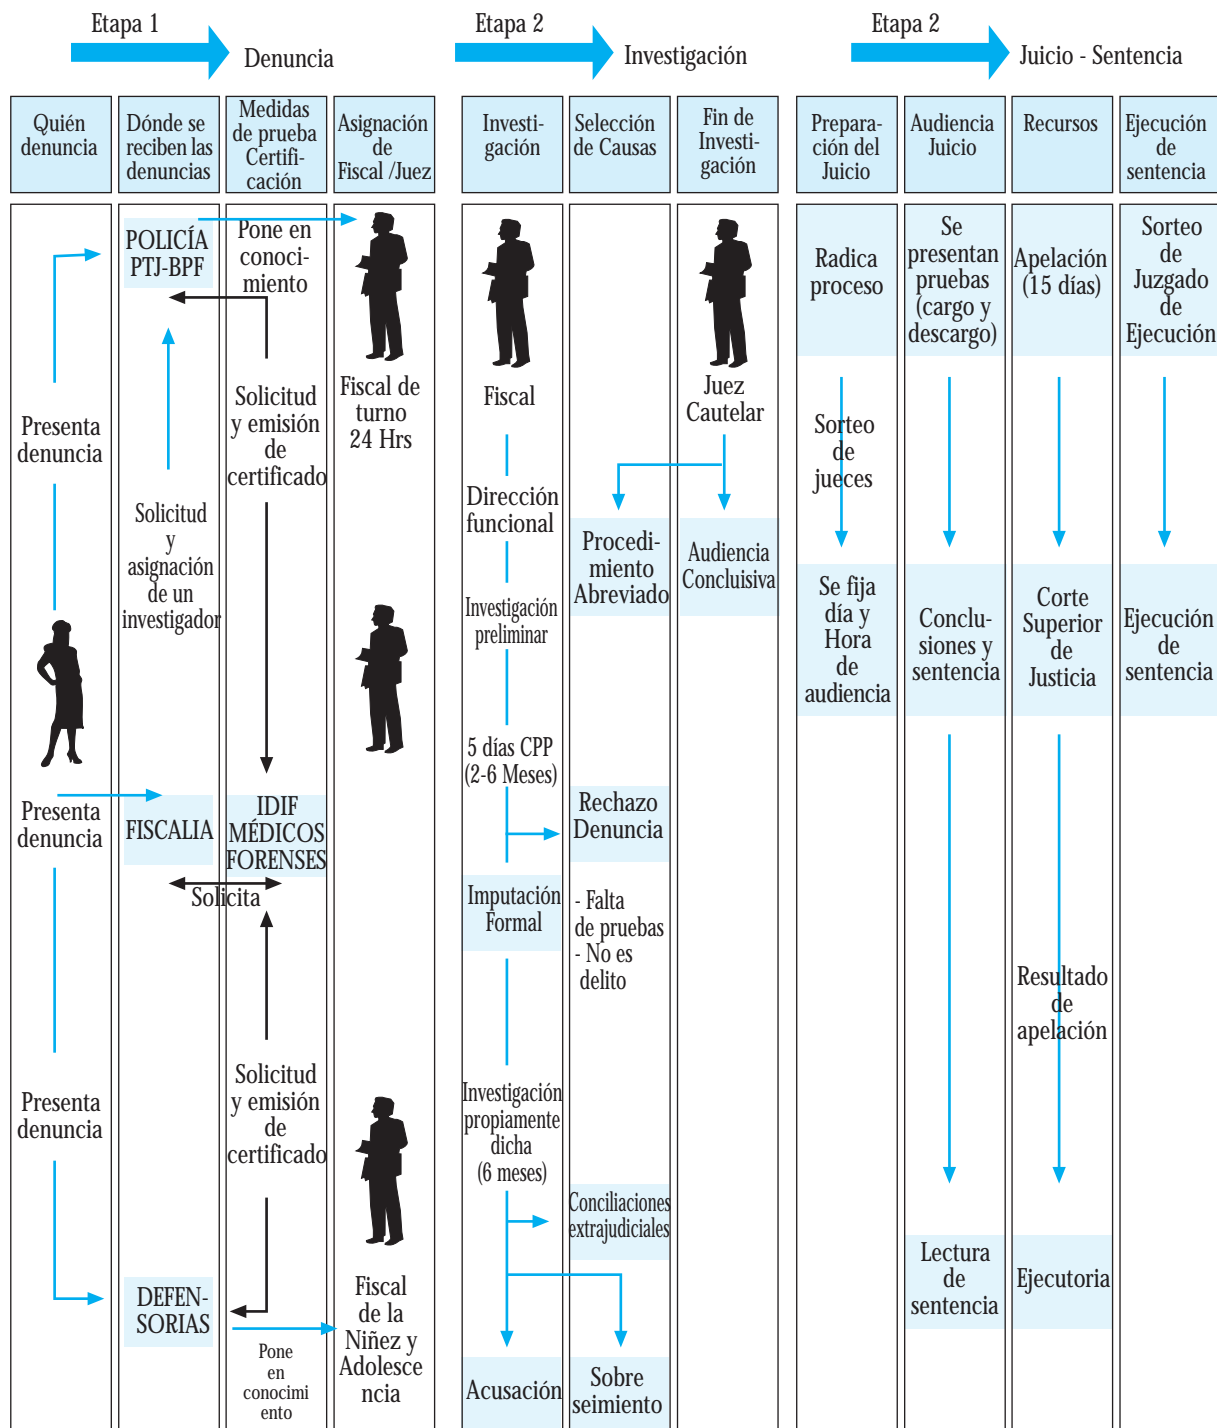 Etapa 1
Denuncia
Etapa 2
Investigación
Etapa 2
Juicio - Sentencia
Quién
denuncia
Dónde se
reciben las
denuncias
Medidas
de prueba
Certifi-
cación
Asignación
de
Fiscal /Juez
Investi-
gación
Selección
de Causas
Fin de
Investi-
gación
Prepara-
ción del
Juicio
Audiencia
Juicio
Recursos
Ejecución
de
sentencia
Presenta
denuncia
Presenta
denuncia
Presenta
denuncia
POLICÍA
PTJ-BPF
Solicitud
y
asignación
de un
investigador
FISCALIA
Solicita
DEFEN-
SORIAS
Pone en
conoci-
miento
Solicitud
y emisión
de
certificado
IDIF
MÉDICOS
FORENSES
Solicitud
y emisión
de
certificado
Pone
en
conocimi
ento
Fiscal de
turno
24 Hrs
Fiscal
de la
Niñez y
Adolesce
ncia
Fiscal
Dirección
funcional
Investigación
preliminar
5 días CPP
(2-6 Meses)
Imputación
Formal
Investigación
propiamente
dicha
(6 meses)
Acusación
Procedi-
miento
Abreviado
Rechazo
Denuncia
- Falta
de pruebas
- No es
delito
Conciliaciones
extrajudiciales
Sobre
seimiento
Juez
Cautelar
Audiencia
Concluisiva
Radica
proceso
Sorteo
de
jueces
Se fija
día y
Hora
de
audiencia
Se
presentan
pruebas
(cargo y
descargo)
Conclu-
siones y
sentencia
Lectura
de
sentencia
Apelación
(15 días)
Corte
Superior
de
Justicia
Resultado
de
apelación
Ejecutoria
Sorteo
de
Juzgado
de
Ejecución
Ejecución
de
sentencia